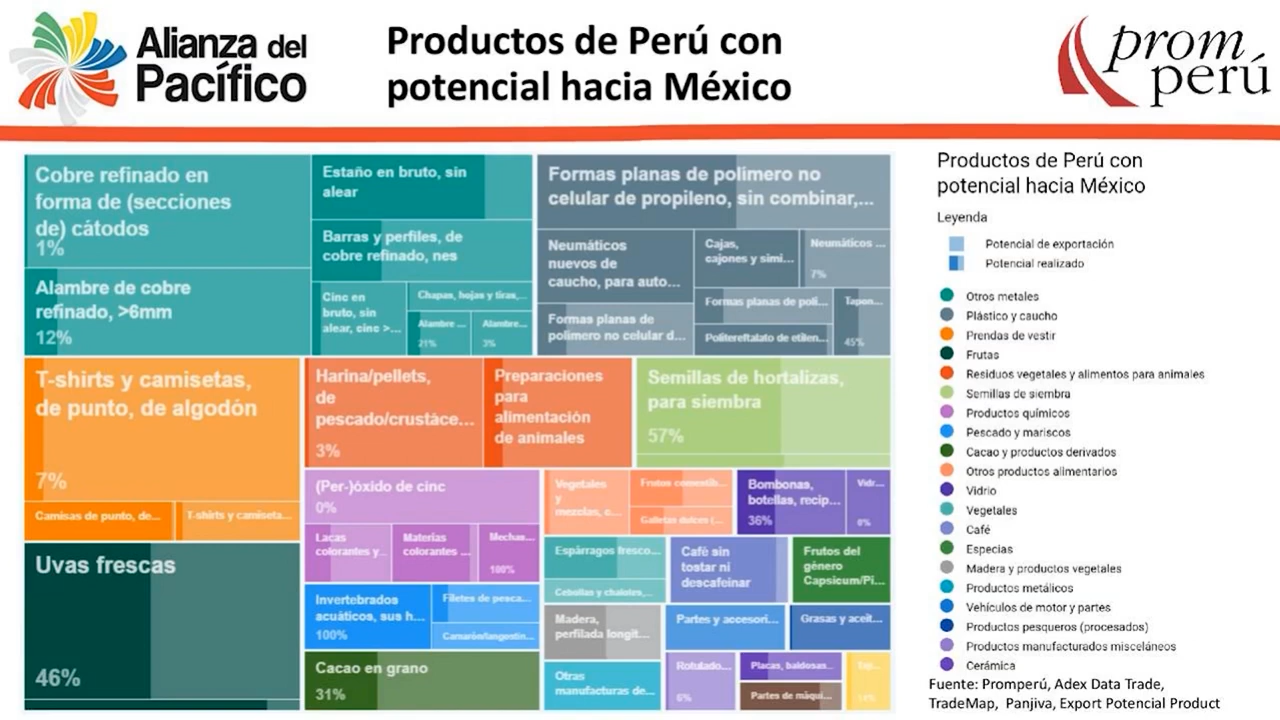 Alianza del
Pacífico
Productos de Perú con
potencial hacia México
prom
perú
Cobre refinado en
forma de (secciones
de) cátodos
1%
Alambre de cobre
refinado, >6mm
12%
Estaño en bruto, sin
alear
Barras y perfiles, de
cobre refinado, nes
Cinc en
bruto, sin
alear, cinc >...
Chapas, hojas y tiras,...
Alambre ...
21%
Alambre...
3%
Formas planas de polímero no
celular de propileno, sin combinar,...
Neumáticos
nuevos de
caucho, para auto...
Formas planas de
polímero no celular d...
Cajas,
cajones y simi...
Neumáticos ...
7%
Formas planas de polí...
Politereftalato de etilen...
Tapon...
45%
T-shirts y camisetas,
de punto, de algodón
7%
Camisas de punto, de...
T-shirts y camiseta...
Uvas frescas
46%
Harina/pellets,
de
pescado/crustáce...
3%
Preparaciones
para
alimentación
de animales
Semillas de hortalizas,
para siembra
57%
(Per-)óxido de cinc
0%
Lacas
colorantes y...
Materias
colorantes ...
Mechas...
100%
Invertebrados
acuáticos, sus h...
100%
Filetes de pesca...
Camarón/langostin...
Cacao en grano
31%
Vegetales
y
mezclas, c...
Frutos comestib...
Galletas dulces (...
Bombonas,
botellas, recip...
36%
Vidr...
0%
Espárragos fresco...
Cebollas y chalotes,...
Café sin
tostar ni
descafeinar
Frutos del
género
Capsicum/Pi...
Madera,
perfilada longit...
Partes y accesori...
Grasas y aceit...
Otras
manufacturas de...
Rotulado...
6%
Placas, baldosas...
Partes de máqui...
14%
Productos de Perú con
potencial hacia México
Leyenda
Potencial de exportación
Potencial realizado
Otros metales
Plástico y caucho
Prendas de vestir
Frutas
Residuos vegetales y alimentos para animales
Semillas de siembra
Productos químicos
Pescado y mariscos
Cacao y productos derivados
Otros productos alimentarios
Vidrio
Vegetales
Café
Especias
Madera y productos vegetales
Productos metálicos
Vehículos de motor y partes
Productos pesqueros (procesados)
Productos manufacturados misceláneos
Cerámica
Fuente: Promperú, Adex Data Trade,
TradeMap, Panjiva, Export Potencial Product